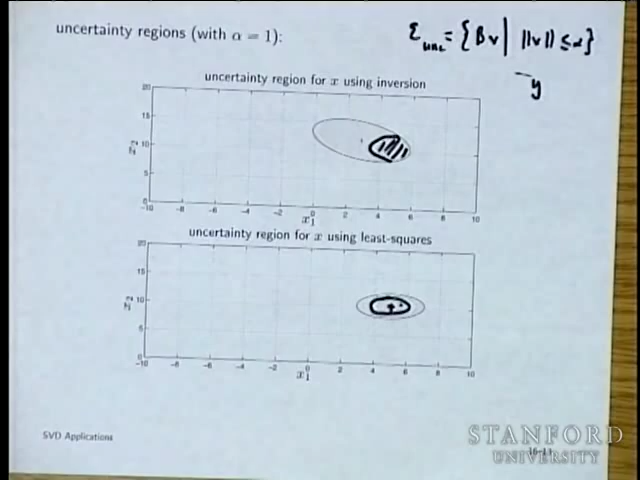 uncertainty regions (with α = 1):
ℰ_unc = {Bv | ||v|| ≤ α}
y
uncertainty region for x using inversion
20
15
10
5
0
x₂
-10 -8 -6 -4 -2 0 2 4 6 8 10
x₁
uncertainty region for x using least-squares
20
15
10
5
0
x₂
-10 -8 -6 -4 -2 0 2 4 6 8 10
x₁
SVD Applications
STANFORD
UNIVERSITY